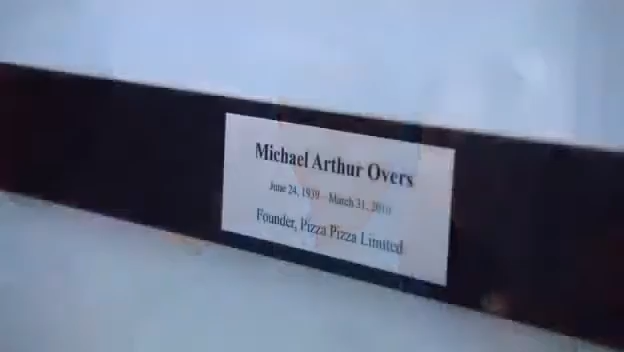 Michael Arthur Overs
June 24, 1939 - March 31, 2010
Founder, Pizza Pizza Limited